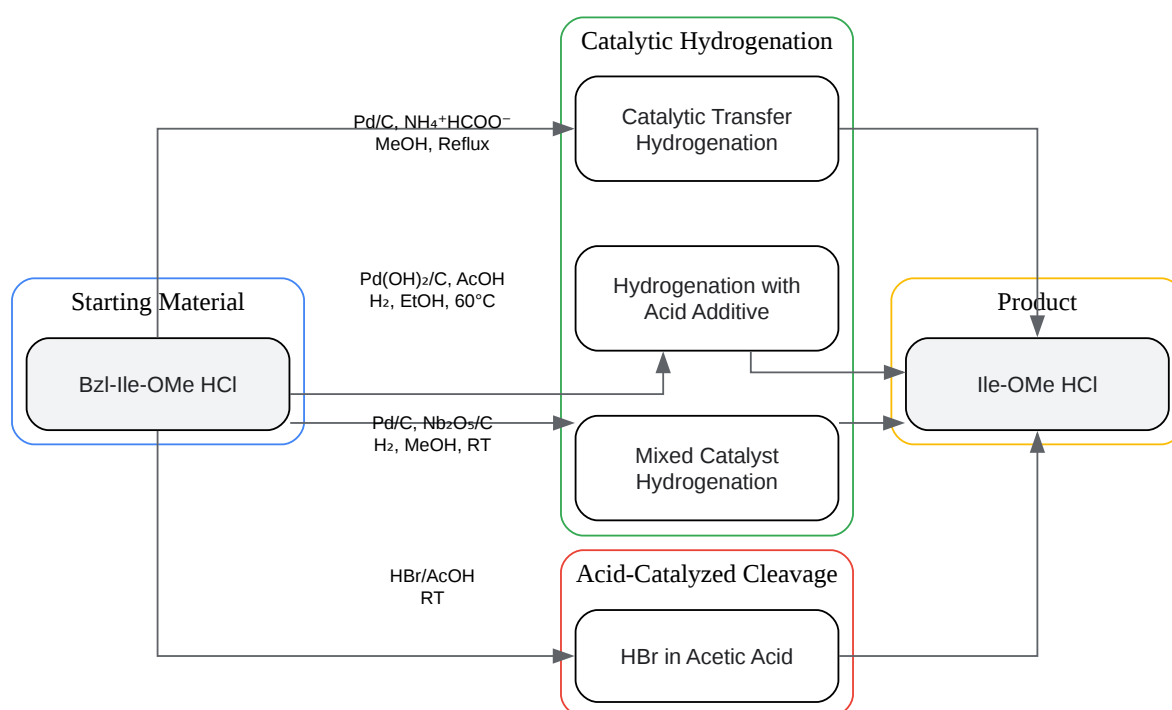 Catalytic Hydrogenation
Pd/C, NH₄⁺HCOO⁻
MeOH, Reflux
Catalytic Transfer
Hydrogenation
Starting Material
Bzl-Ile-OMe HCl
Pd(OH)₂/C, AcOH
H₂, EtOH, 60°C
Hydrogenation with
Acid Additive
Product
Ile-OMe HCl
Pd/C, Nb₂O₅/C
H₂, MeOH, RT
Mixed Catalyst
Hydrogenation
HBr/AcOH
RT
Acid-Catalyzed Cleavage
HBr in Acetic Acid